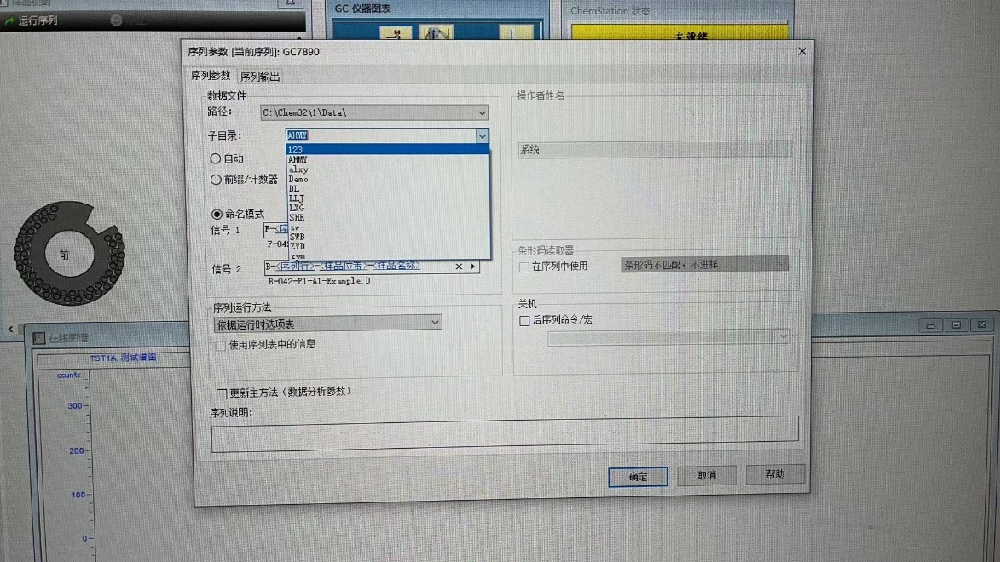 样品视图
运行序列
GC 仪器图表
ChemStation 状态
未就绪
序列参数 [当前序列]: GC7890
序列参数
序列输出
数据文件
路径:
C:\Chem32\1\Data\
子目录:
AHMY
123
AHMY
alxy
Demo
DL
LLJ
LXG
SHR
sw
SWB
ZYD
zym
自动
前缀/计数器
命名模式
信号 1
F-<序
F-04
信号 2
B-<序列行>-<样品位置>-<样品名称>
B-042-P1-A1-Example.D
序列运行方法
依据运行时选项表
使用序列表中的信息
更新主方法(数据分析参数)
序列说明:
操作者姓名
系统
条形码读取器
在序列中使用
条形码不匹配,不进样
关机
后序列命令/宏
确定
取消
帮助
前
在线图谱
TST1A, 测试谱图
counts
300
200
100
0